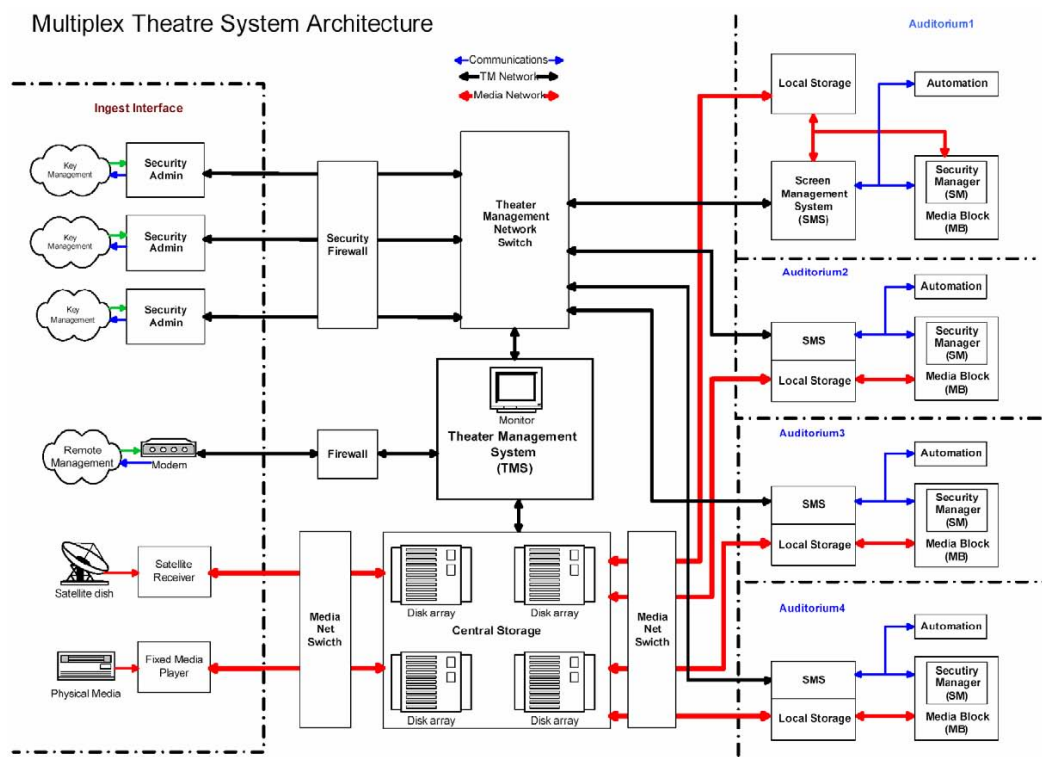 Multiplex Theatre System Architecture
Communications
TM Network
Media Network
Ingest Interface
Key
Management
Security
Admin
Key
Management
Security
Admin
Key
Management
Security
Admin
Security
Firewall
Theater
Management
Network
Switch
Remote
Management
Modem
Firewall
Monitor
Theater Management
System
(TMS)
Satellite dish
Satellite
Receiver
Physical Media
Fixed Media
Player
Media
Net
Swicth
Disk array
Disk array
Central Storage
Disk array
Disk array
Media
Net
Swicth
Auditorium1
Local Storage
Automation
Screen
Management
System
(SMS)
Security
Manager
(SM)
Media Block
(MB)
Auditorium2
Automation
SMS
Local Storage
Security
Manager
(SM)
Media Block
(MB)
Auditorium3
Automation
SMS
Local Storage
Security
Manager
(SM)
Media Block
(MB)
Auditorium4
Automation
SMS
Local Storage
Secutiry
Manager
(SM)
Media Block
(MB)